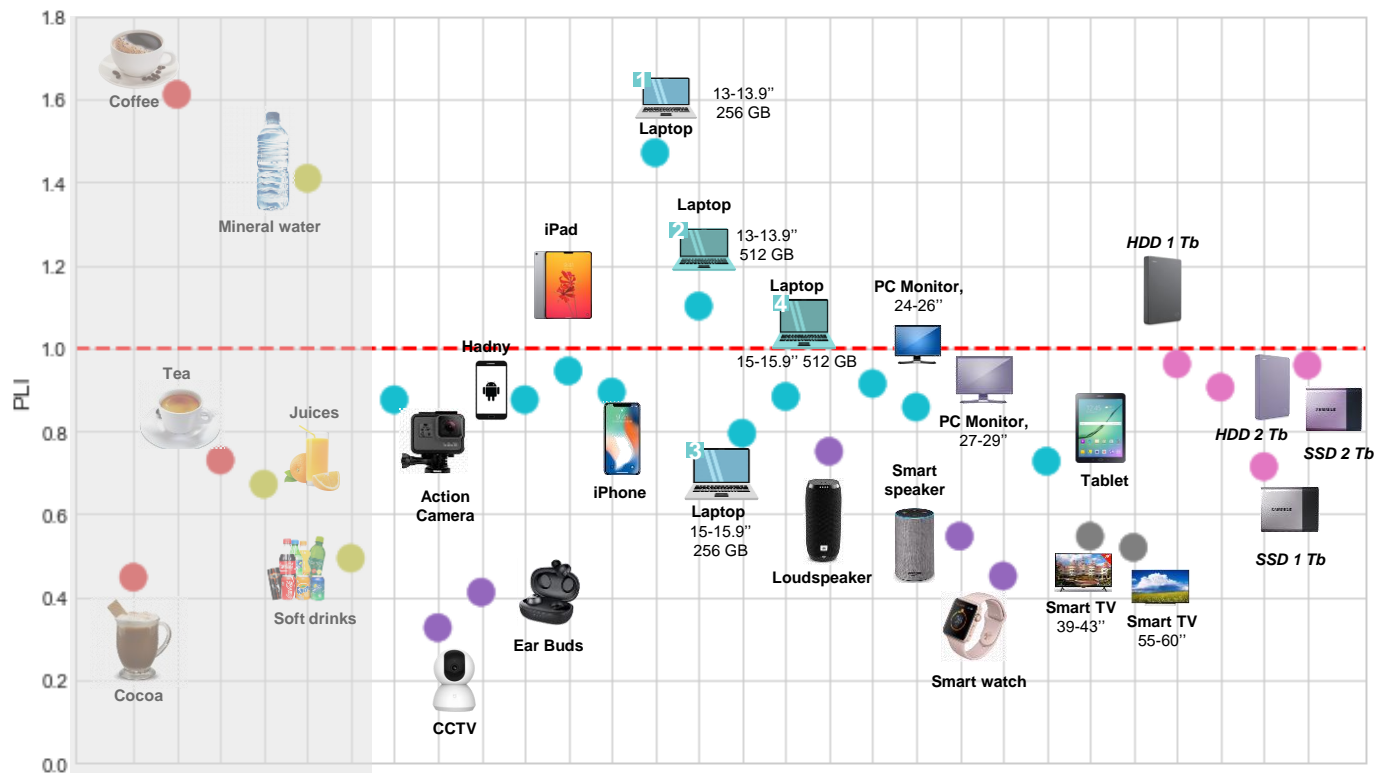 1.8
1.6
1.4
1.2
1.0
0.8
0.6
0.4
0.2
0.0
PLI
Coffee
Mineral water
Tea
Juices
Soft drinks
Cocoa
Hadny
Action
Camera
CCTV
Ear Buds
iPad
iPhone
1
Laptop
13-13.9’’
256 GB
Laptop
2
13-13.9’’
512 GB
3
Laptop
15-15.9’’
256 GB
Laptop
4
15-15.9’’ 512 GB
Loudspeaker
PC Monitor,
24-26’’
PC Monitor,
27-29’’
Smart
speaker
Smart watch
Tablet
Smart TV
39-43’’
Smart TV
55-60’’
HDD 1 Tb
HDD 2 Tb
SSD 2 Tb
SSD 1 Tb